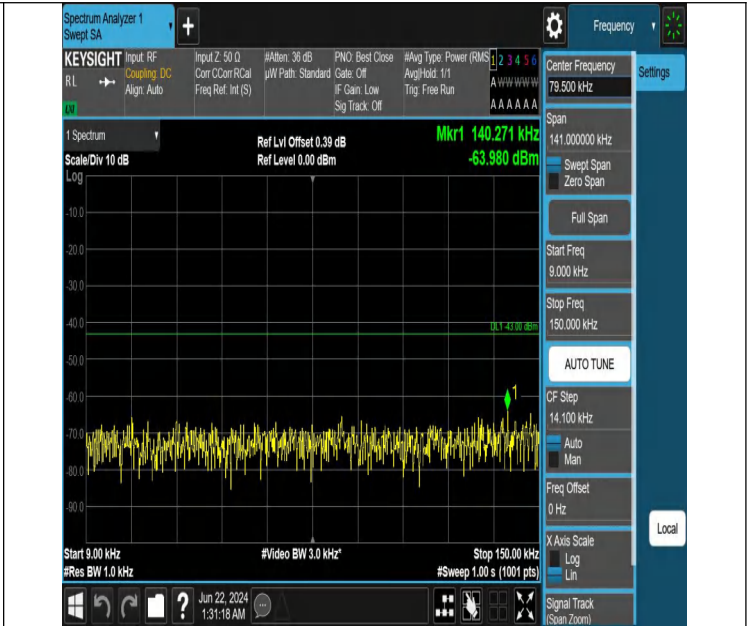 Spectrum Analyzer 1
Swept SA
+
Frequency
KEYSIGHT
RL
Input: RF
Coupling: DC
Align: Auto
Input Z: 50 Ω
Corr CCorr RCal
Freq Ref: Int (S)
#Atten: 36 dB
µW Path: Standard
PNO: Best Close
Gate: Off
IF Gain: Low
Sig Track: Off
#Avg Type: Power (RMS
Avg|Hold: 1/1
Trig: Free Run
1 2 3 4 5 6
A W W W W W
A A A A A A
1 Spectrum
Scale/Div 10 dB
Log
Ref Lvl Offset 0.39 dB
Ref Level 0.00 dBm
Mkr1 140.271 kHz
-63.980 dBm
-10.0
-20.0
-30.0
-40.0
DL1 -43.00 dBm
-50.0
-60.0
1
-70.0
-80.0
-90.0
Start 9.00 kHz
#Video BW 3.0 kHz*
Stop 150.00 kHz
#Res BW 1.0 kHz
#Sweep 1.00 s (1001 pts)
?
Jun 22, 2024
1:31:18 AM
Center Frequency
79.500 kHz
Settings
Span
141.000000 kHz
Swept Span
Zero Span
Full Span
Start Freq
9.000 kHz
Stop Freq
150.000 kHz
AUTO TUNE
CF Step
14.100 kHz
Auto
Man
Freq Offset
0 Hz
Local
X Axis Scale
Log
Lin
Signal Track
(Span Zoom)